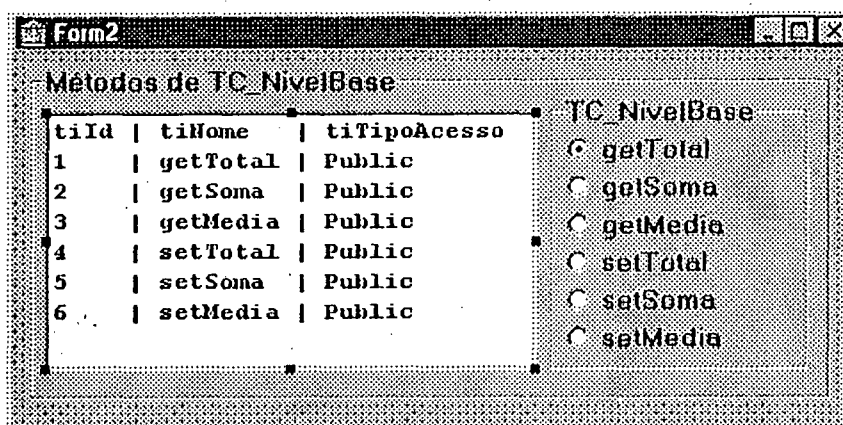 Form2
Métodos de TC_NivelBase
tiId | tiNome | tiTipoAcesso
1 | getTotal | Public
2 | getSoma | Public
3 | getMedia | Public
4 | setTotal | Public
5 | setSoma | Public
6 | setMedia | Public
TC_NivelBase
getTotal
getSoma
getMedia
setTotal
setSoma
setMedia